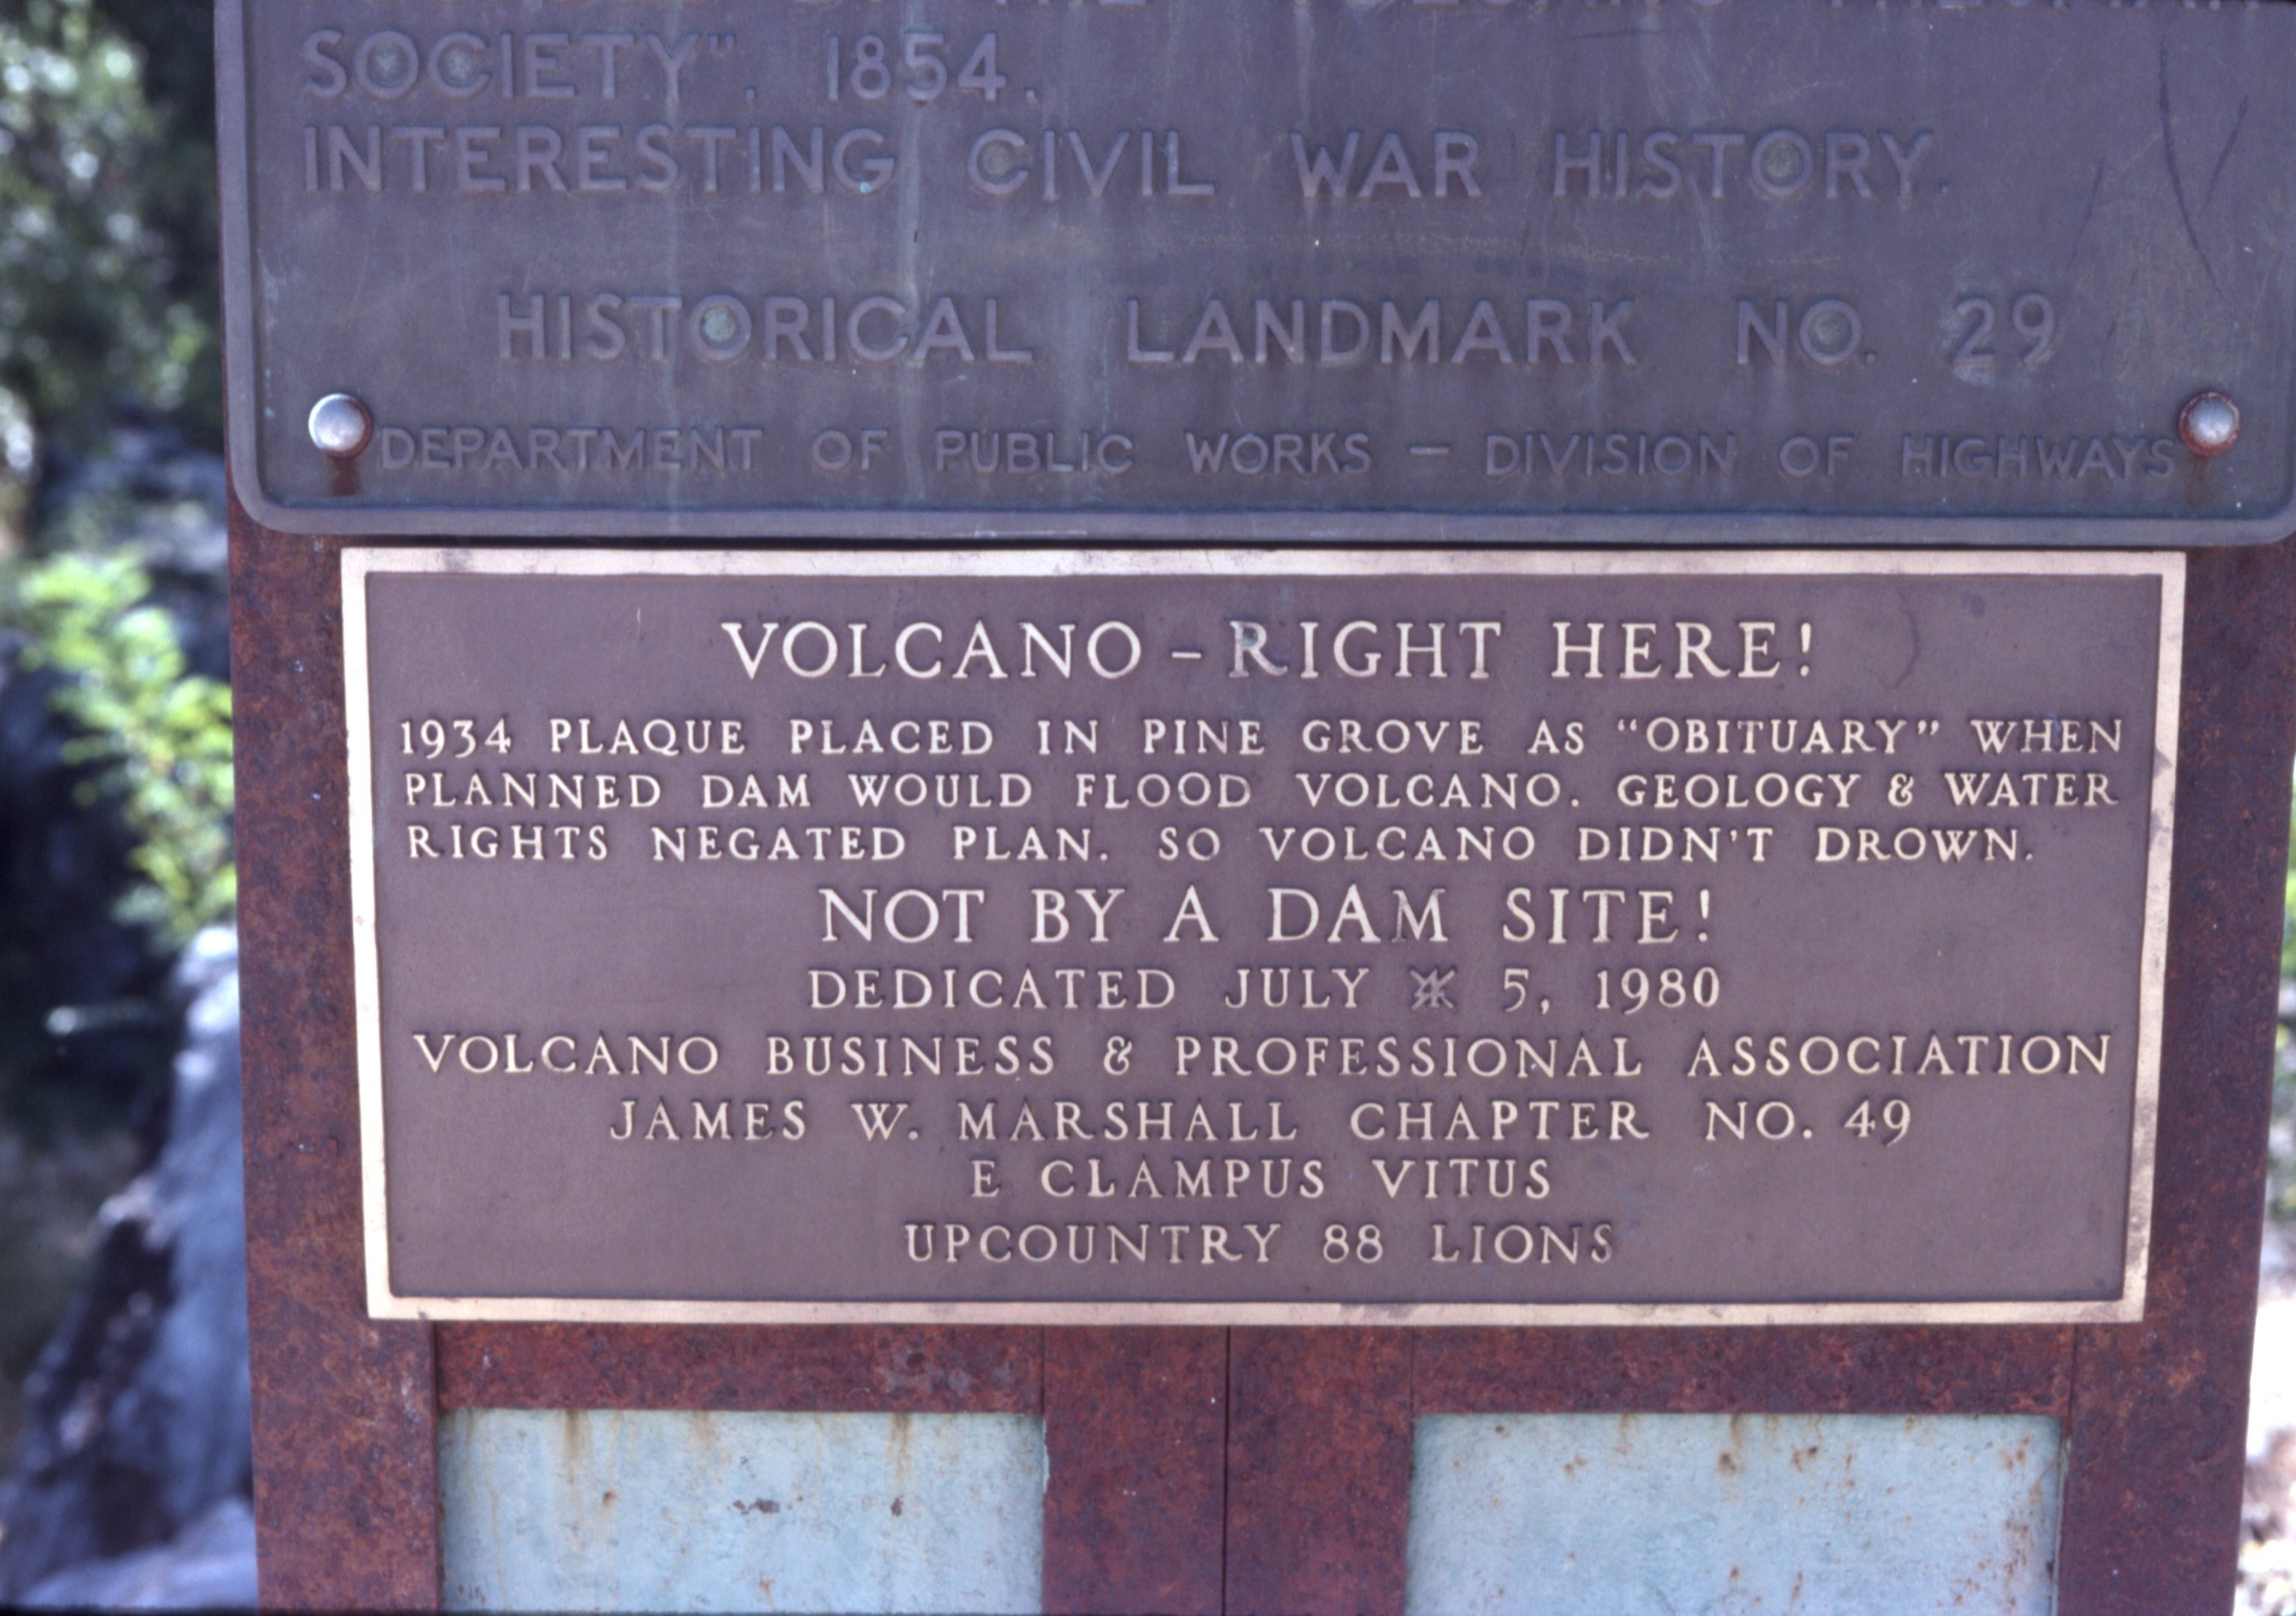 SOCIETY". 1854.
INTERESTING CIVIL WAR HISTORY.
HISTORICAL LANDMARK NO. 29
DEPARTMENT OF PUBLIC WORKS – DIVISION OF HIGHWAYS
VOLCANO – RIGHT HERE!
1934 PLAQUE PLACED IN PINE GROVE AS "OBITUARY" WHEN
PLANNED DAM WOULD FLOOD VOLCANO. GEOLOGY & WATER
RIGHTS NEGATED PLAN. SO VOLCANO DIDN'T DROWN.
NOT BY A DAM SITE!
DEDICATED JULY 5, 1980
VOLCANO BUSINESS & PROFESSIONAL ASSOCIATION
JAMES W. MARSHALL CHAPTER NO. 49
E CLAMPUS VITUS
UPCOUNTRY 88 LIONS